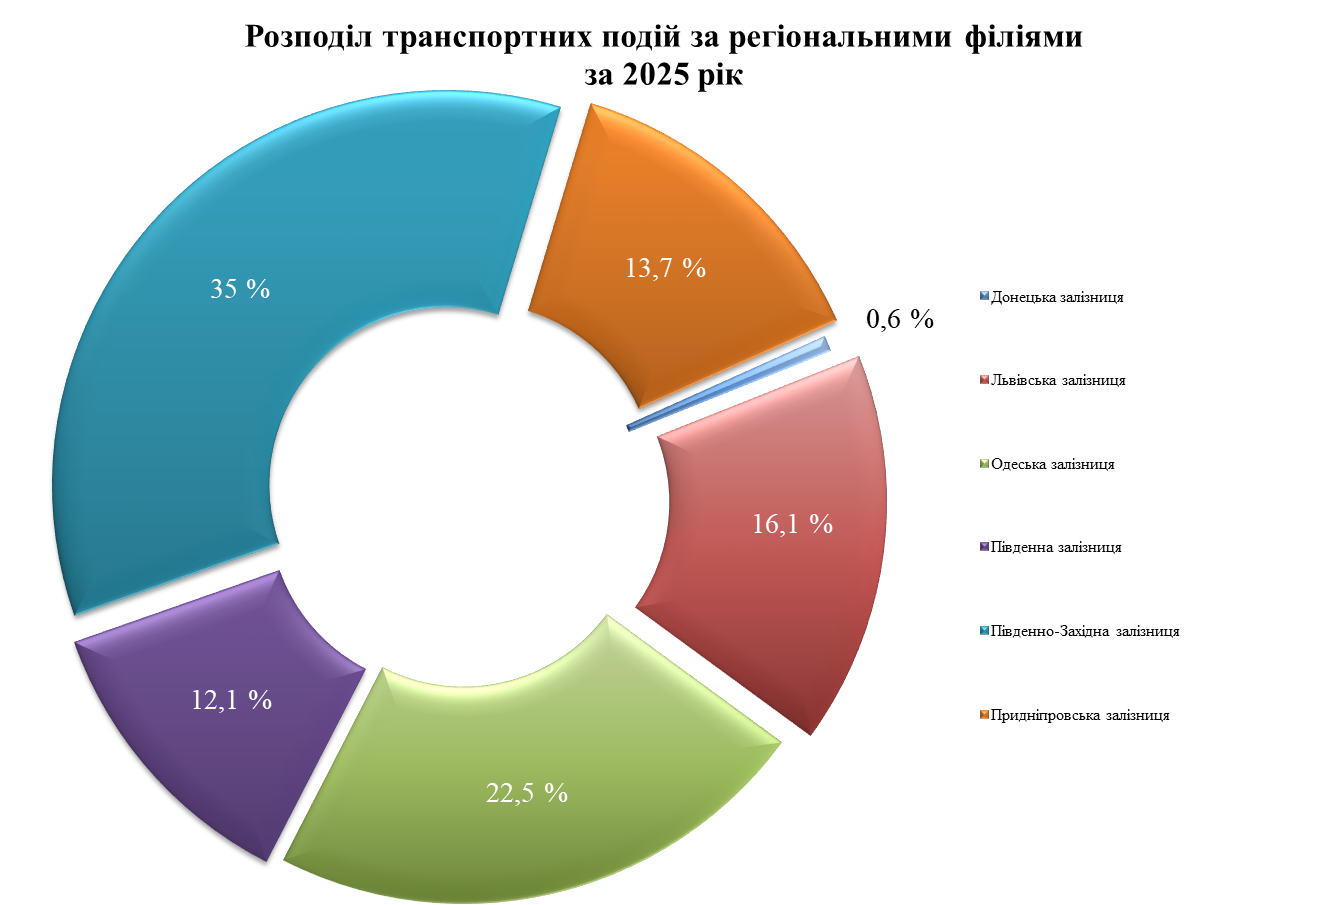 Розподіл транспортних подій за регіональними філіями
за 2025 рік
35 %
13,7 %
0,6 %
16,1 %
12,1 %
22,5 %
Донецька залізниця
Львівська залізниця
Одеська залізниця
Південна залізниця
Південно-Західна залізниця
Придніпровська залізниця